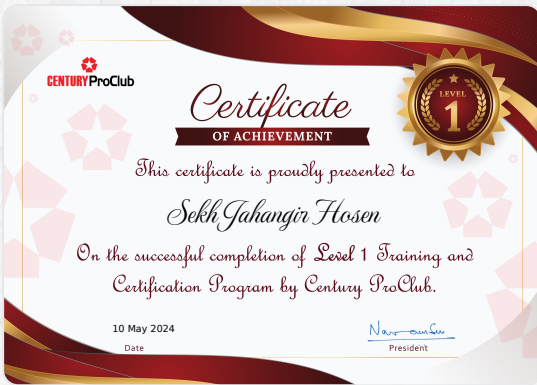 CENTURY ProClub
Certificate
OF ACHIEVEMENT
LEVEL
1
This certificate is proudly presented to
Sekh Jahangir Hosen
On the successful completion of Level 1 Training and
Certification Program by Century ProClub.
10 May 2024
Date
President